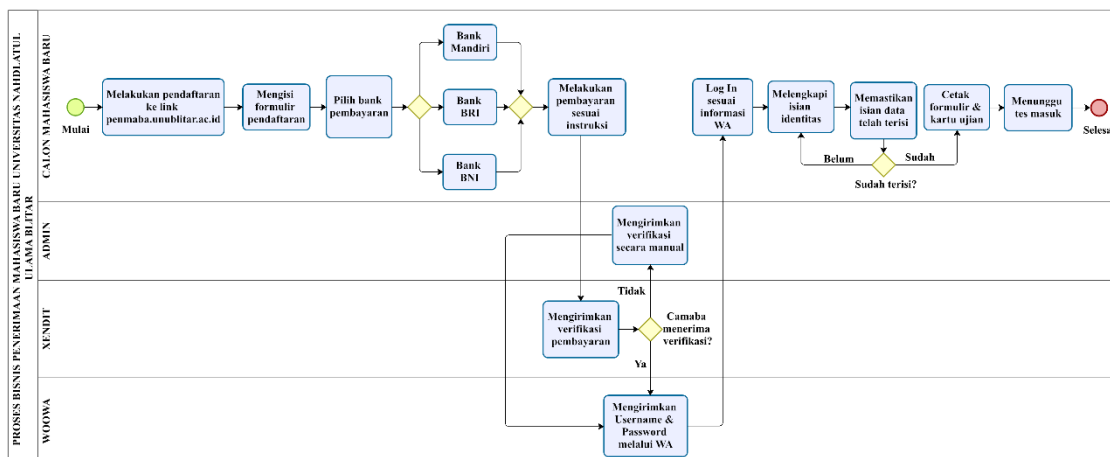 PROSES BISNIS PENERIMAAN MAHASISWA BARU UNIVERSITAS NAHDLATUL
ULAMA BLITAR
CALON MAHASISWA BARU
Mulai
Melakukan pendaftaran
ke link
penmaba.unublitar.ac.id
Mengisi
formulir
pendaftaran
Pilih bank
pembayaran
Bank
Mandiri
Bank
BRI
Bank
BNI
Melakukan
pembayaran
sesuai
instruksi
Log In
sesuai
informasi
WA
Melengkapi
isian
identitas
Memastikan
isian data
telah terisi
Belum
Sudah
Sudah terisi?
Cetak
formulir &
kartu ujian
Menunggu
tes masuk
Selesa
ADMIN
Mengirimkan
verifikasi
secara manual
XENDIT
Mengirimkan
verifikasi
pembayaran
Tidak
Camaba
menerima
verifikasi?
Ya
WOOWA
Mengirimkan
Username &
Password
melalui WA